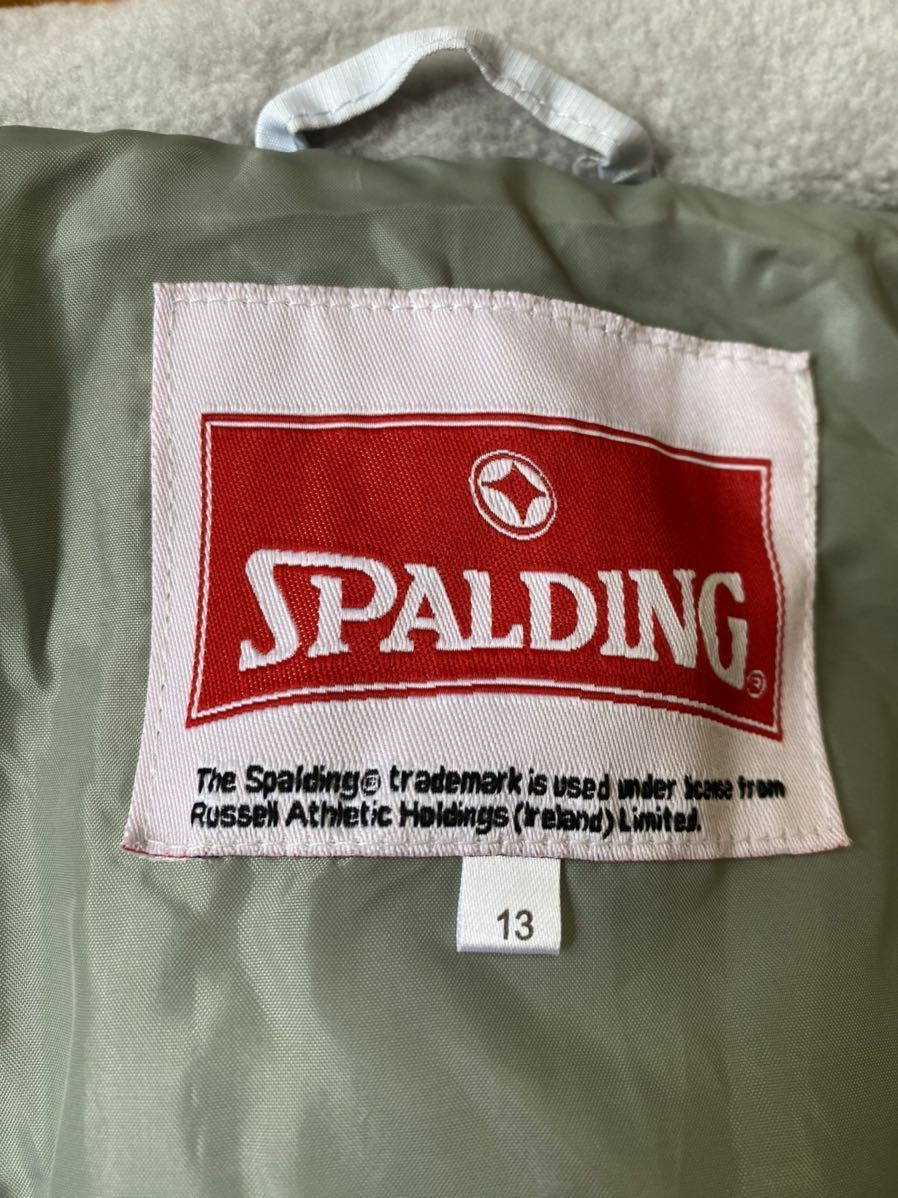 SPALDING®
The Spalding® trademark is used under license from
Russell Athletic Holdings (Ireland) Limited.
13